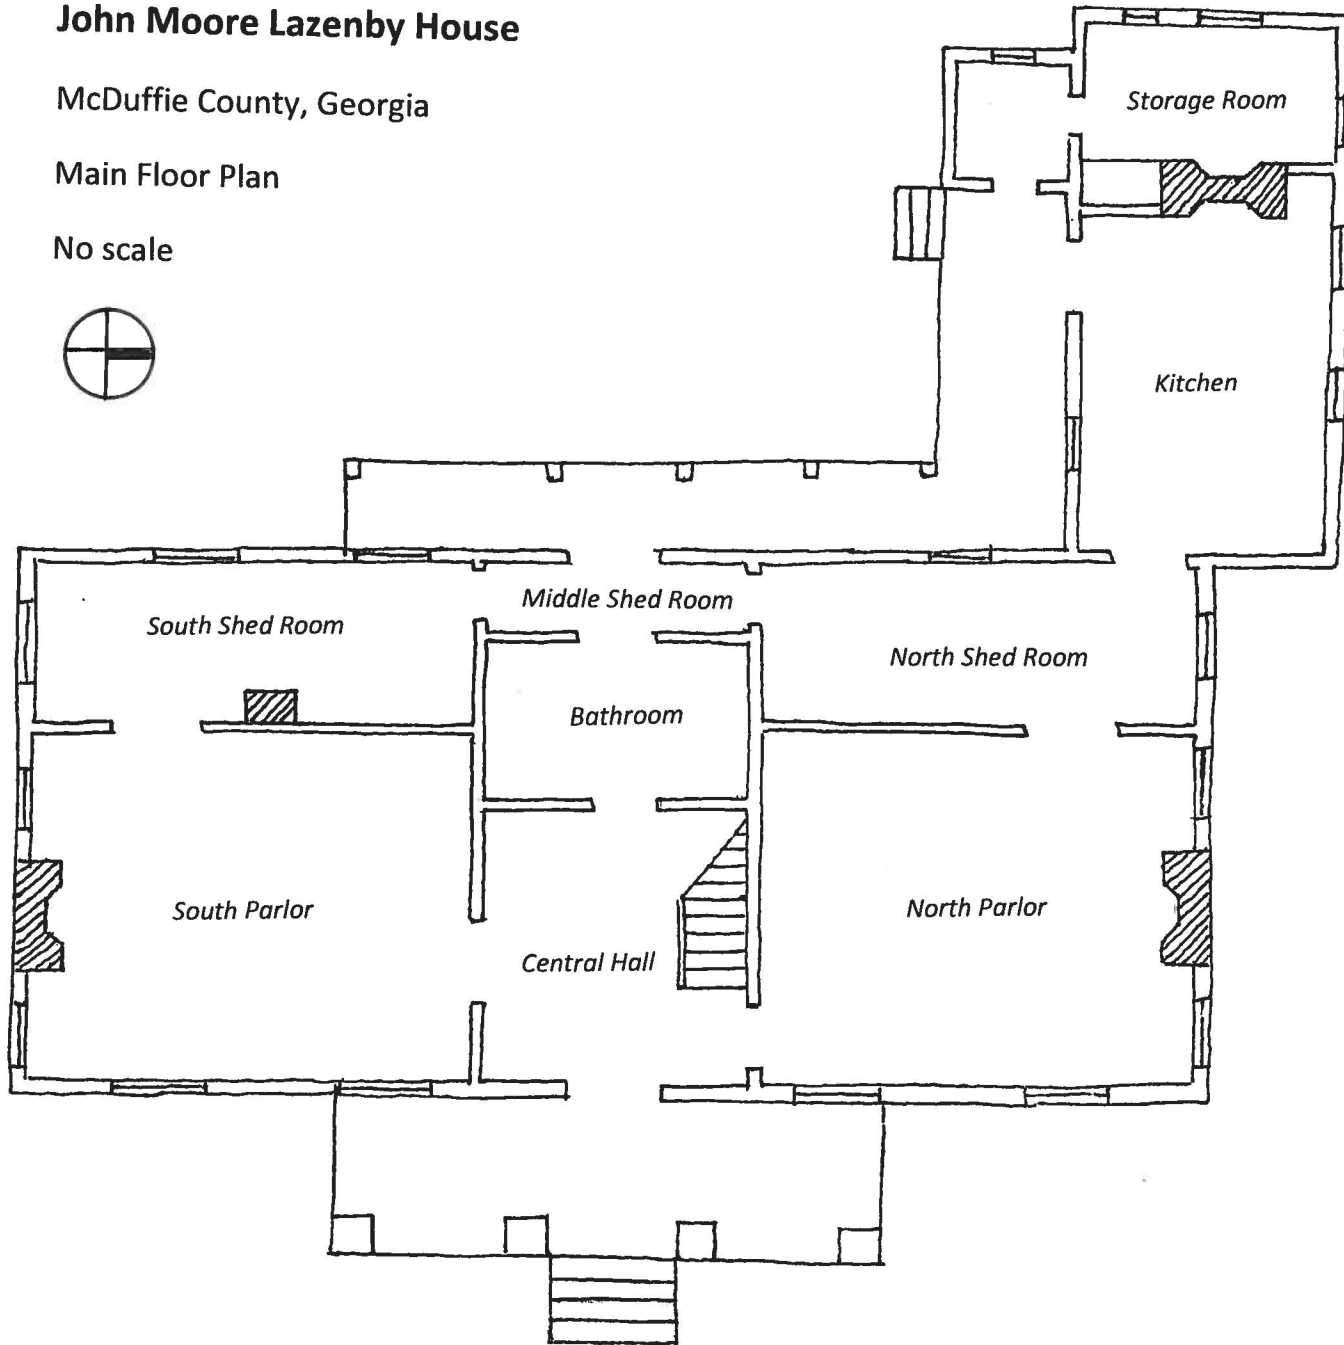 John Moore Lazenby House
McDuffie County, Georgia
Main Floor Plan
No scale
Storage Room
Kitchen
Middle Shed Room
South Shed Room
North Shed Room
Bathroom
South Parlor
North Parlor
Central Hall